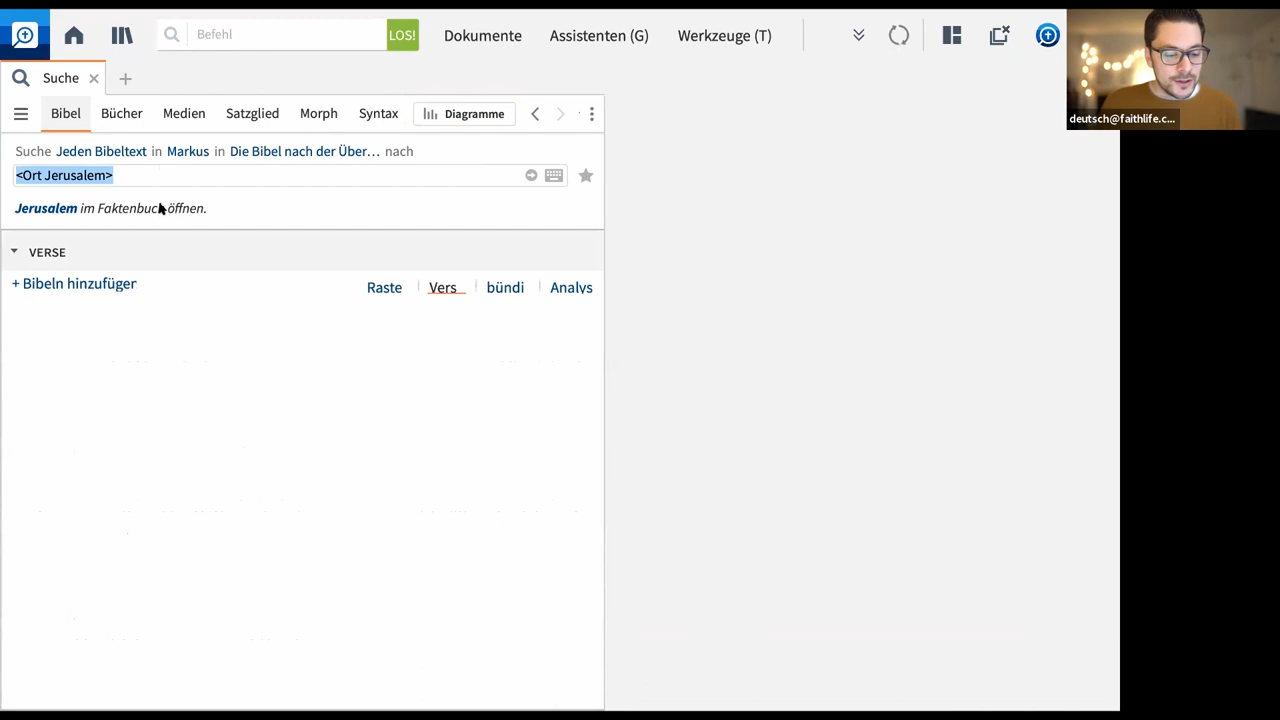 Befehl LOS! Dokumente Assistenten (G) Werkzeuge (T)
Suche
Bibel Bücher Medien Satzglied Morph Syntax Diagramme
Suche Jeden Bibeltext in Markus in Die Bibel nach der Über... nach
<Ort Jerusalem>
Jerusalem im Faktenbuch öffnen.
VERSE
+ Bibeln hinzufüger Raste Vers bündi Analys
deutsch@faithlife.c...